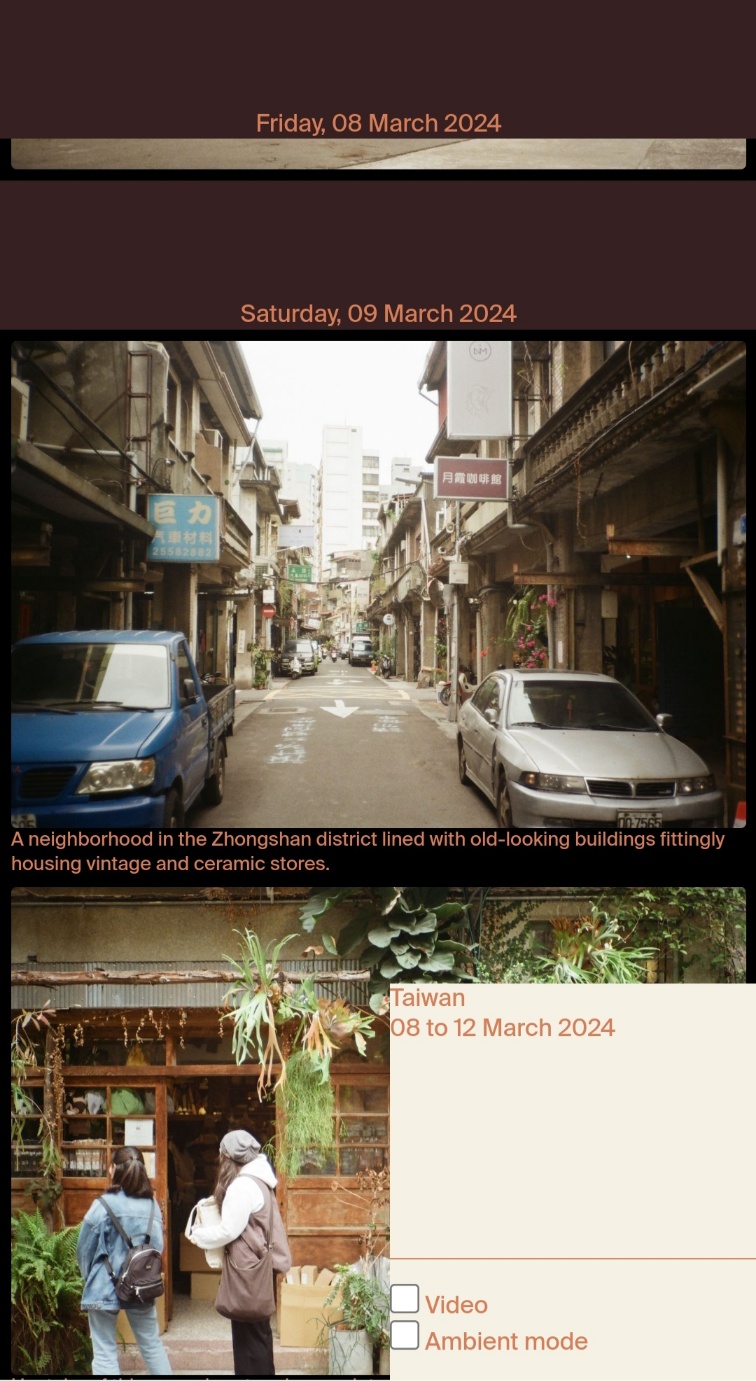 Friday, 08 March 2024
Saturday, 09 March 2024
月霞咖啡館
巨力
汽車材料
25582882
A neighborhood in the Zhongshan district lined with old-looking buildings fittingly
housing vintage and ceramic stores.
Taiwan
08 to 12 March 2024
Video
Ambient mode